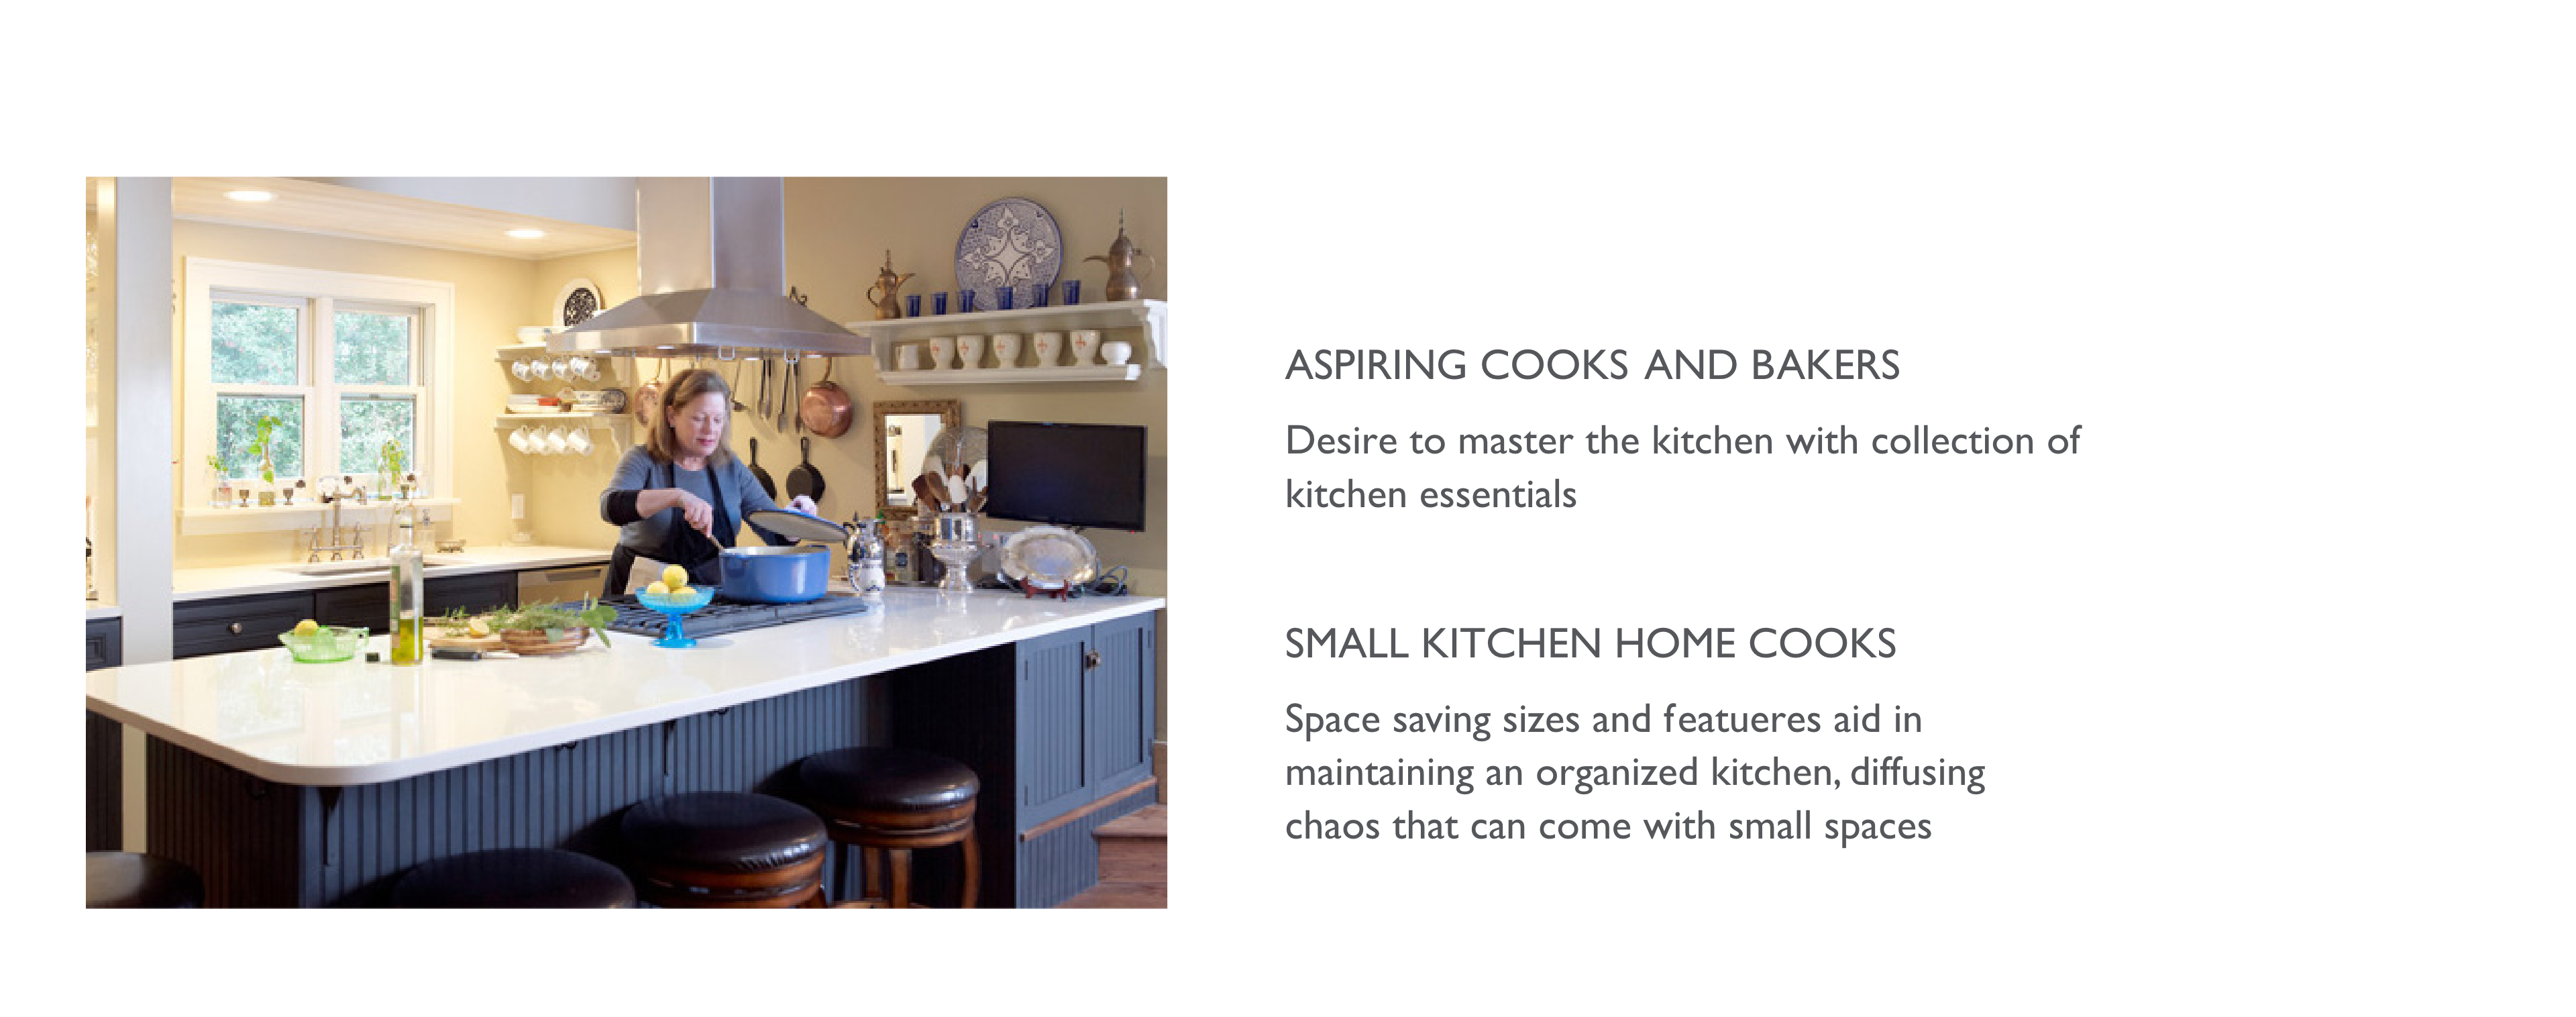 ASPIRING COOKS AND BAKERS
Desire to master the kitchen with collection of
kitchen essentials
SMALL KITCHEN HOME COOKS
Space saving sizes and featueres aid in
maintaining an organized kitchen, diffusing
chaos that can come with small spaces